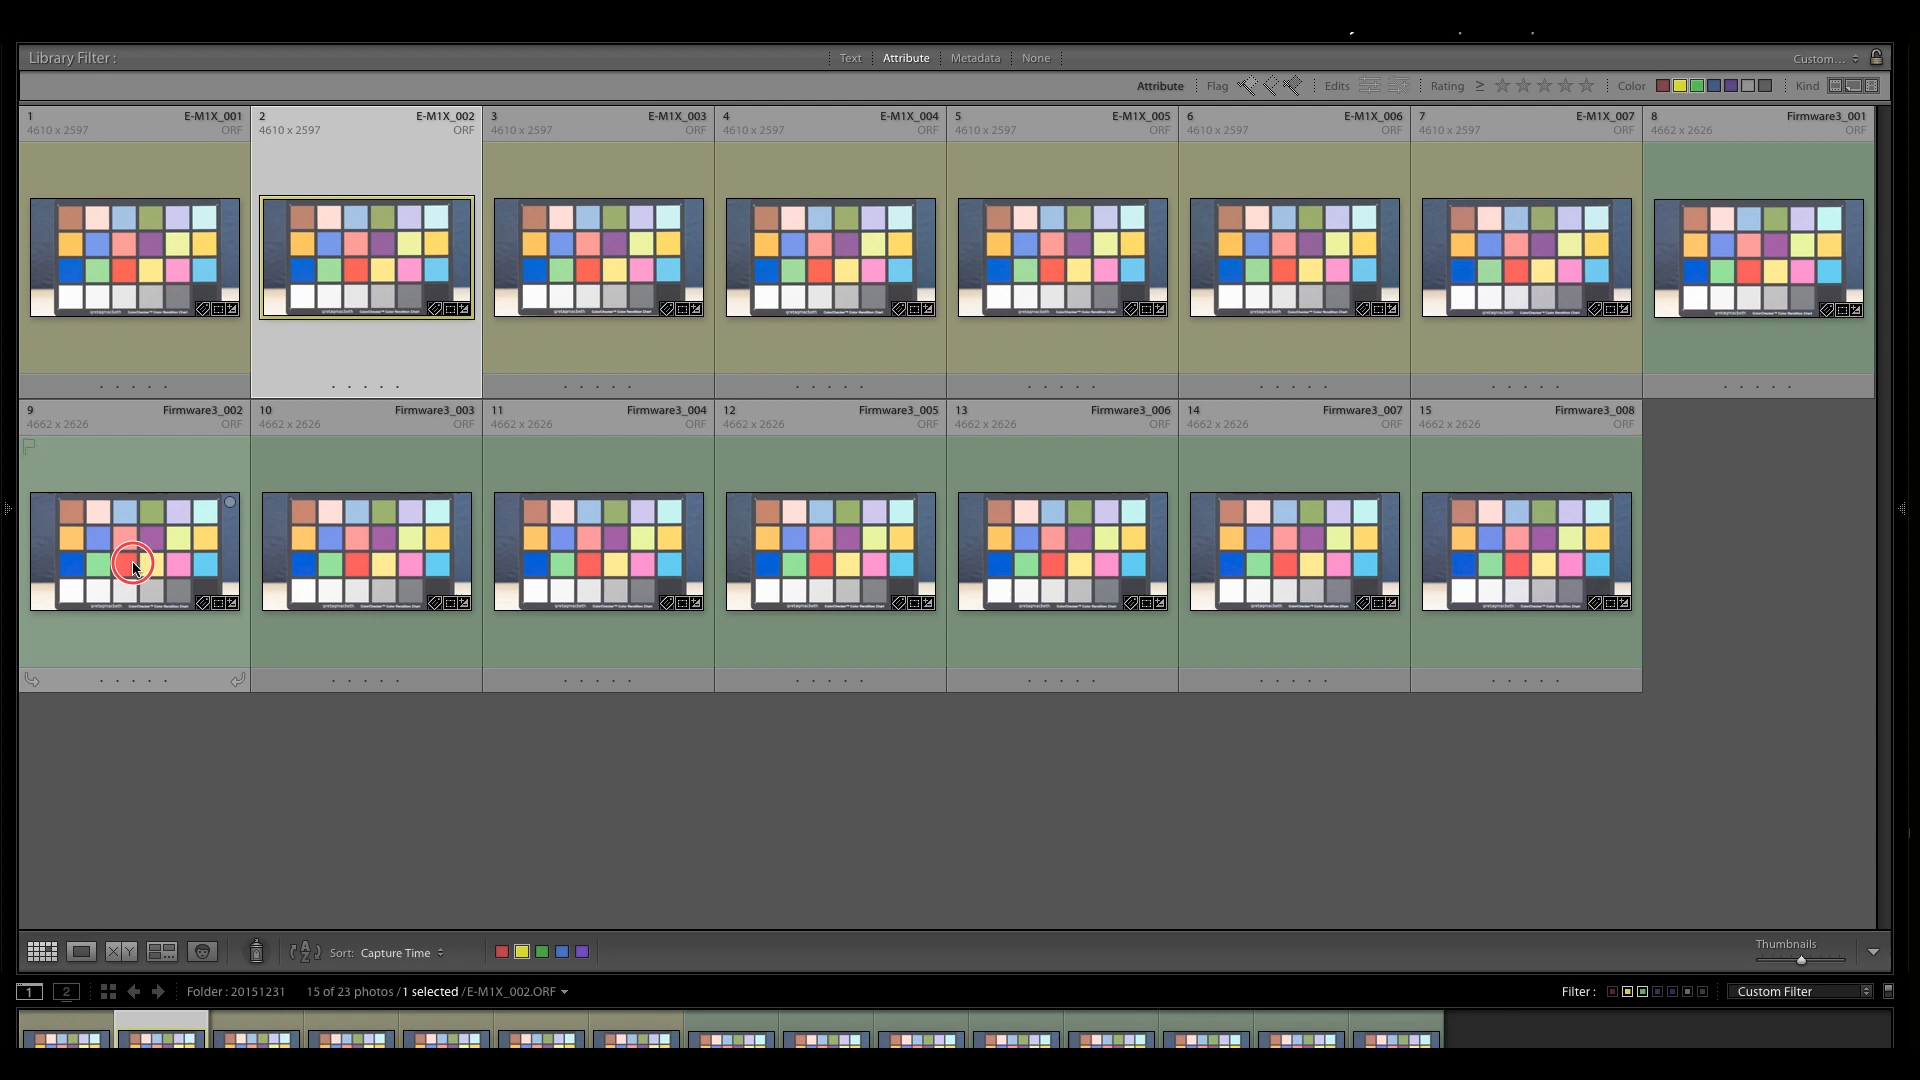 Library Filter :
Text Attribute Metadata None
Custom...
Attribute Flag Edits Rating ≥ Color Kind
1 E-M1X_001 2 E-M1X_002 3 E-M1X_003 4 E-M1X_004 5 E-M1X_005 6 E-M1X_006 7 E-M1X_007 8 Firmware3_001
4610 x 2597 ORF 4610 x 2597 ORF 4610 x 2597 ORF 4610 x 2597 ORF 4610 x 2597 ORF 4610 x 2597 ORF 4610 x 2597 ORF 4662 x 2626 ORF
9 Firmware3_002 10 Firmware3_003 11 Firmware3_004 12 Firmware3_005 13 Firmware3_006 14 Firmware3_007 15 Firmware3_008
4662 x 2626 ORF 4662 x 2626 ORF 4662 x 2626 ORF 4662 x 2626 ORF 4662 x 2626 ORF 4662 x 2626 ORF 4662 x 2626 ORF
XY
AZ Sort: Capture Time
Thumbnails
1 2 Folder : 20151231 15 of 23 photos / 1 selected / E-M1X_002.ORF
Filter : Custom Filter